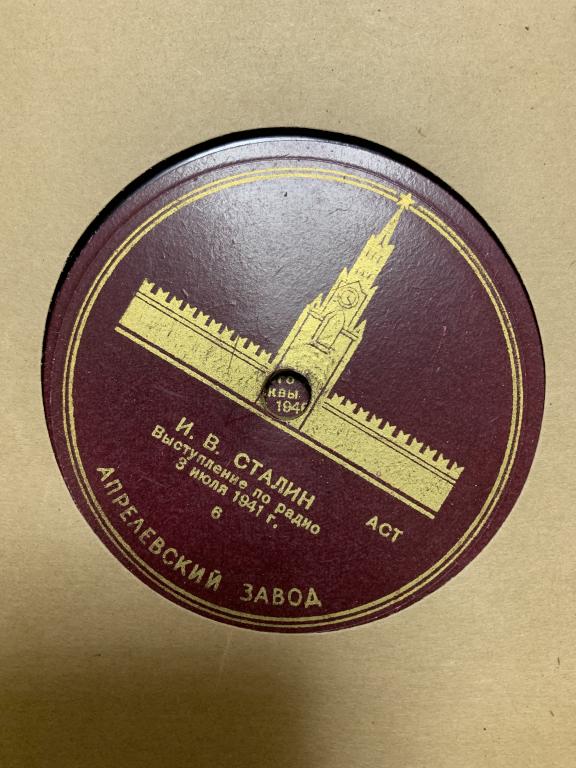 И. В. СТАЛИН
Выступление по радио
3 июля 1941 г.
6
АСТ
АПРЕЛЕВСКИЙ ЗАВОД